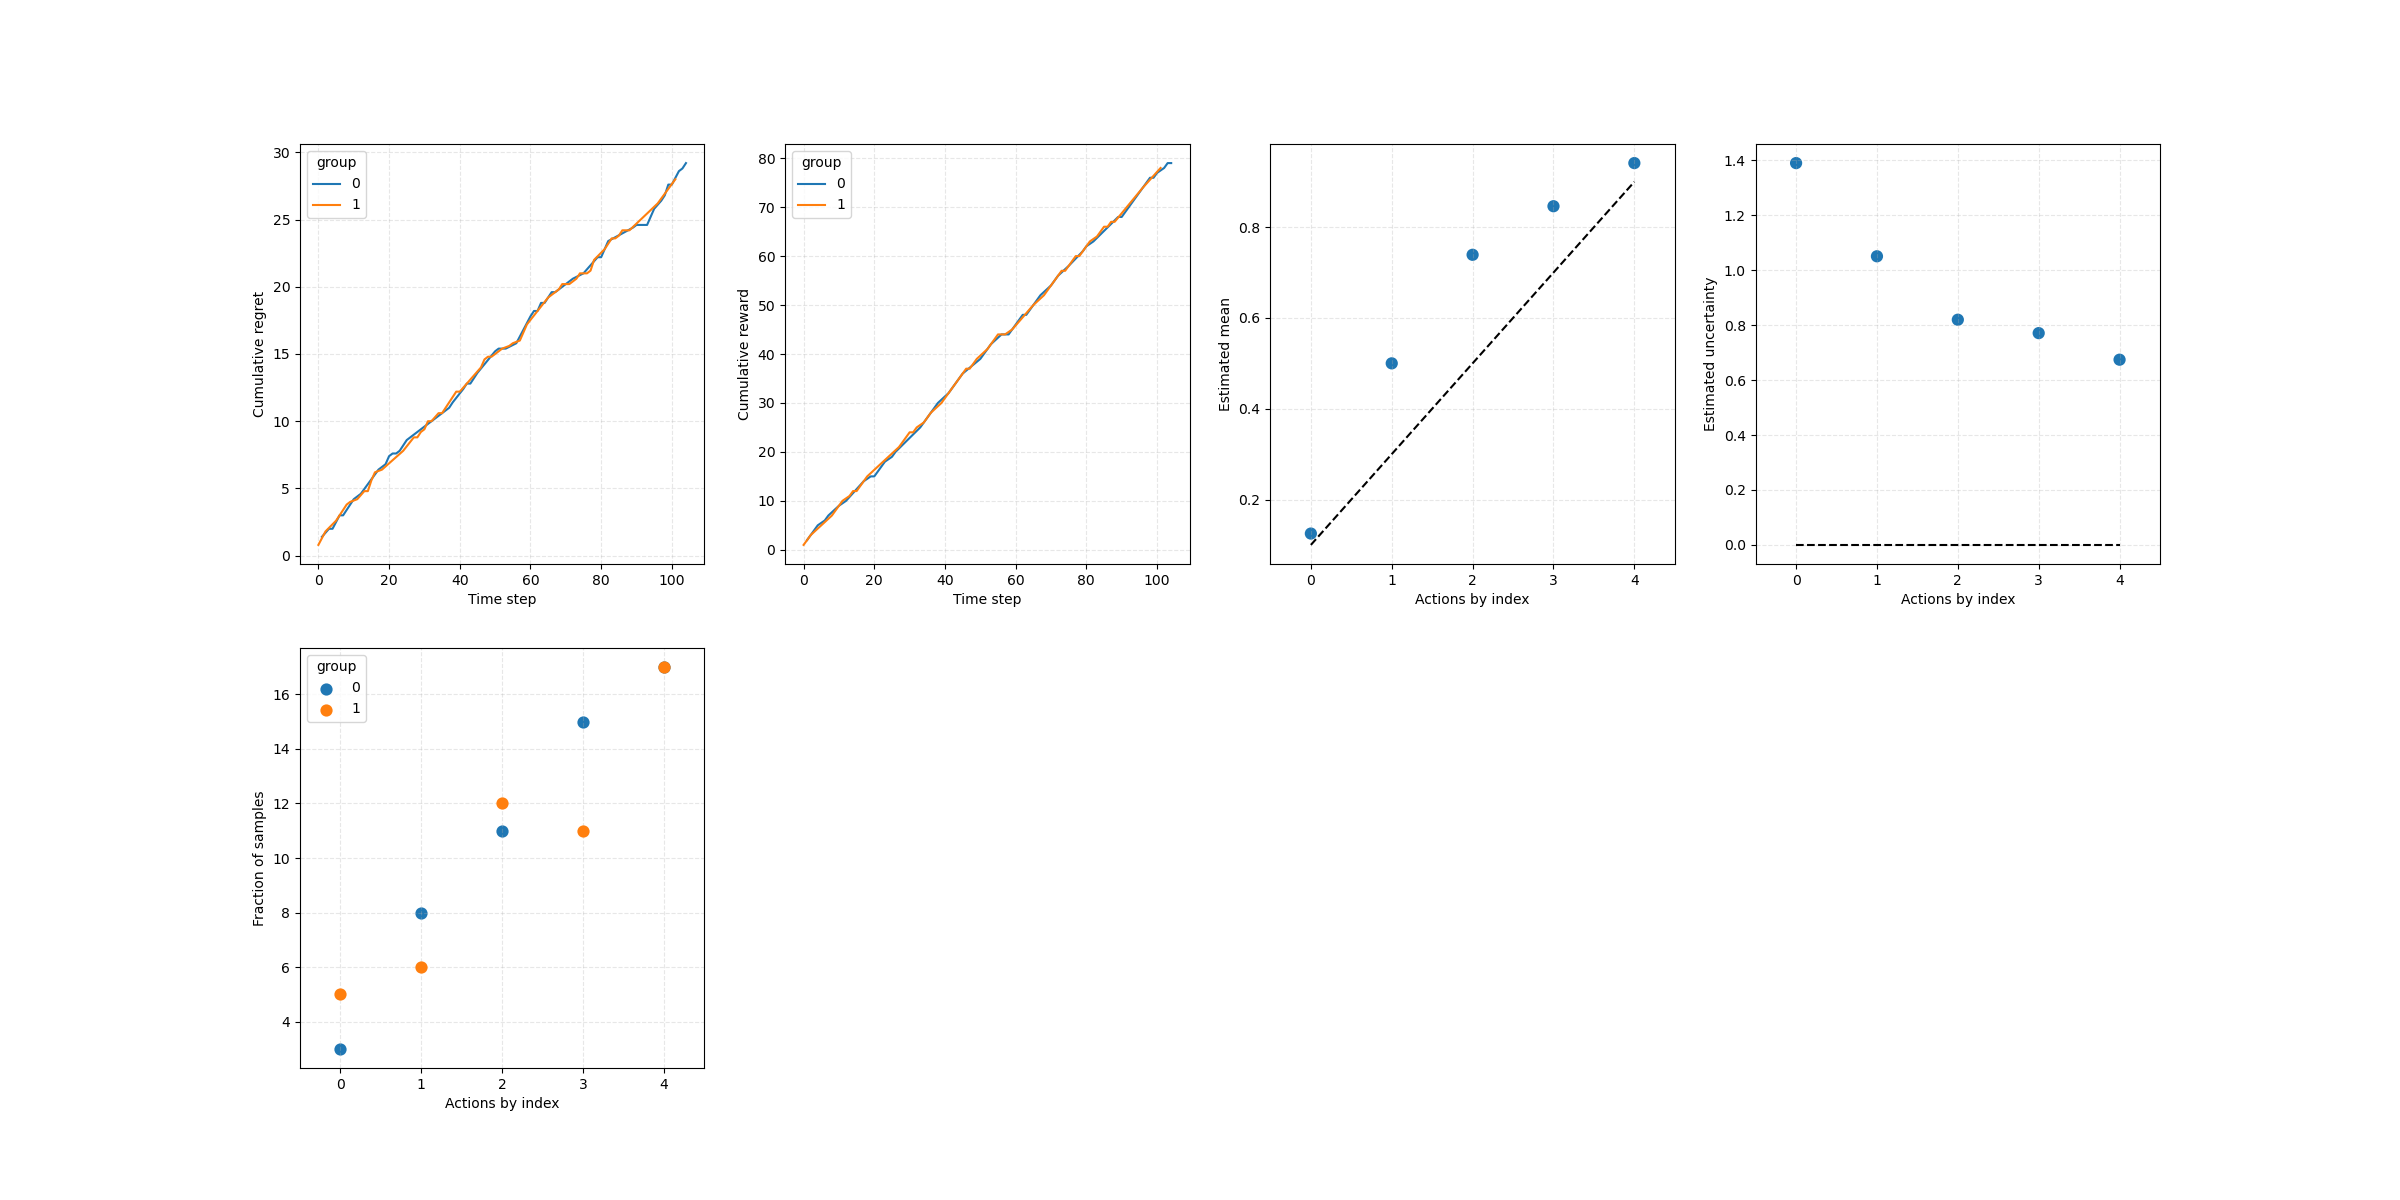 Cumulative regret
30
25
20
15
10
5
0
group
0
1
0 20 40 60 80 100
Time step
Cumulative reward
80
70
60
50
40
30
20
10
0
group
0
1
0 20 40 60 80 100
Time step
Estimated mean
0.8
0.6
0.4
0.2
0 1 2 3 4
Actions by index
Estimated uncertainty
1.4
1.2
1.0
0.8
0.6
0.4
0.2
0.0
0 1 2 3 4
Actions by index
Fraction of samples
16
14
12
10
8
6
4
group
0
1
0 1 2 3 4
Actions by index